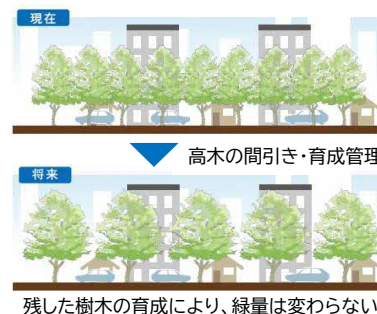 現在
高木の間引き・育成管理
将来
残した樹木の育成により、緑量は変わらない